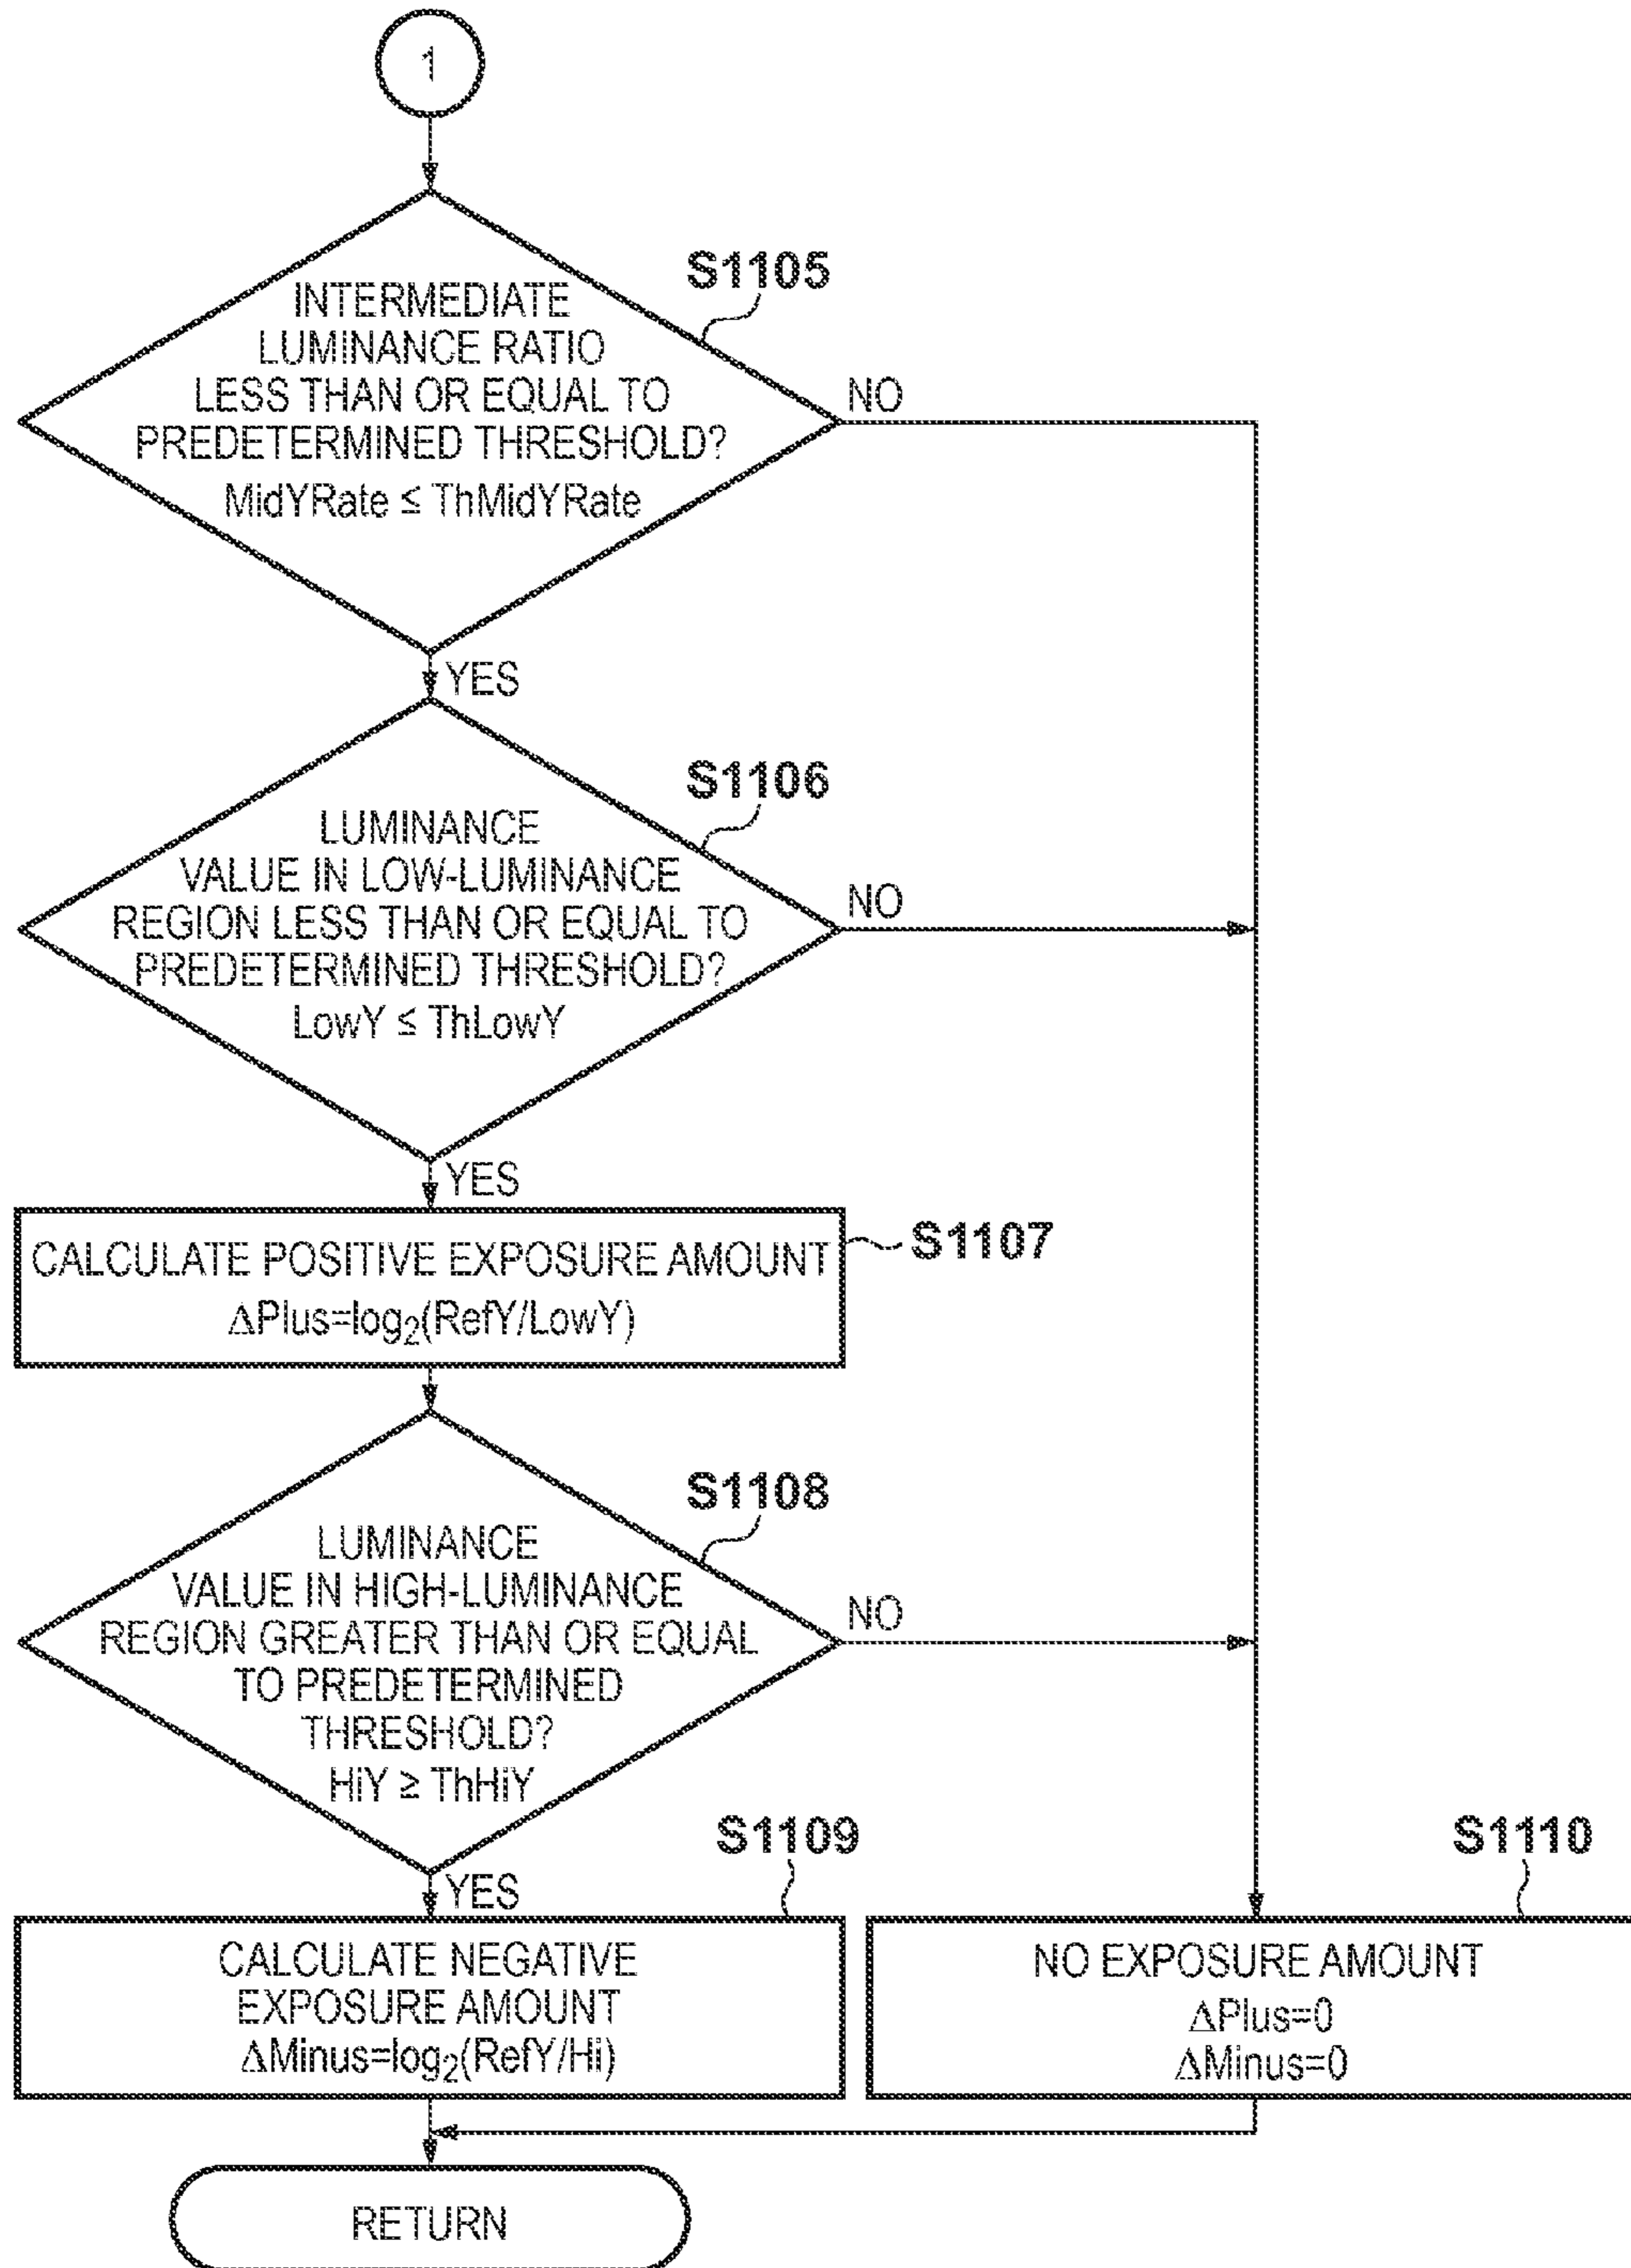 1
S1105
INTERMEDIATE
LUMINANCE RATIO
LESS THAN OR EQUAL TO
PREDETERMINED THRESHOLD?
MidYRate ≤ ThMidYRate
NO
YES
S1106
LUMINANCE
VALUE IN LOW-LUMINANCE
REGION LESS THAN OR EQUAL TO
PREDETERMINED THRESHOLD?
LowY ≤ ThLowY
NO
YES
S1107
CALCULATE POSITIVE EXPOSURE AMOUNT
ΔPlus=log₂(RefY/LowY)
S1108
LUMINANCE
VALUE IN HIGH-LUMINANCE
REGION GREATER THAN OR EQUAL
TO PREDETERMINED
THRESHOLD?
HiY ≥ ThHiY
NO
YES
S1109
CALCULATE NEGATIVE
EXPOSURE AMOUNT
ΔMinus=log₂(RefY/Hi)
S1110
NO EXPOSURE AMOUNT
ΔPlus=0
ΔMinus=0
RETURN